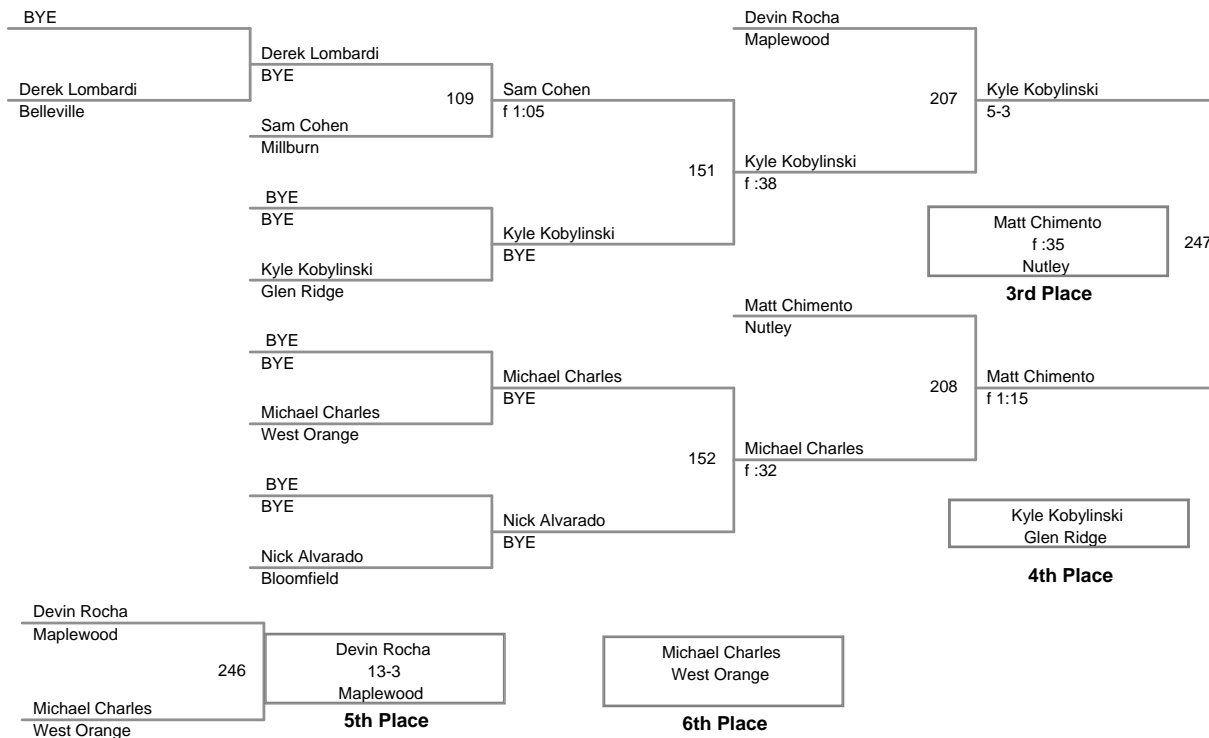 BYE
Derek Lombardi
Belleville
Derek Lombardi
BYE
109
Sam Cohen
Millburn
Sam Cohen
f 1:05
BYE
BYE
Kyle Kobylinski
Glen Ridge
Kyle Kobylinski
BYE
151
Kyle Kobylinski
f :38
Devin Rocha
Maplewood
207
Kyle Kobylinski
5-3
Matt Chimento
f :35
Nutley
247
3rd Place
BYE
BYE
Michael Charles
West Orange
Michael Charles
BYE
BYE
BYE
Nick Alvarado
Bloomfield
Nick Alvarado
BYE
152
Michael Charles
f :32
Matt Chimento
Nutley
208
Matt Chimento
f 1:15
Kyle Kobylinski
Glen Ridge
4th Place
Devin Rocha
Maplewood
246
Michael Charles
West Orange
Devin Rocha
13-3
Maplewood
5th Place
Michael Charles
West Orange
6th Place